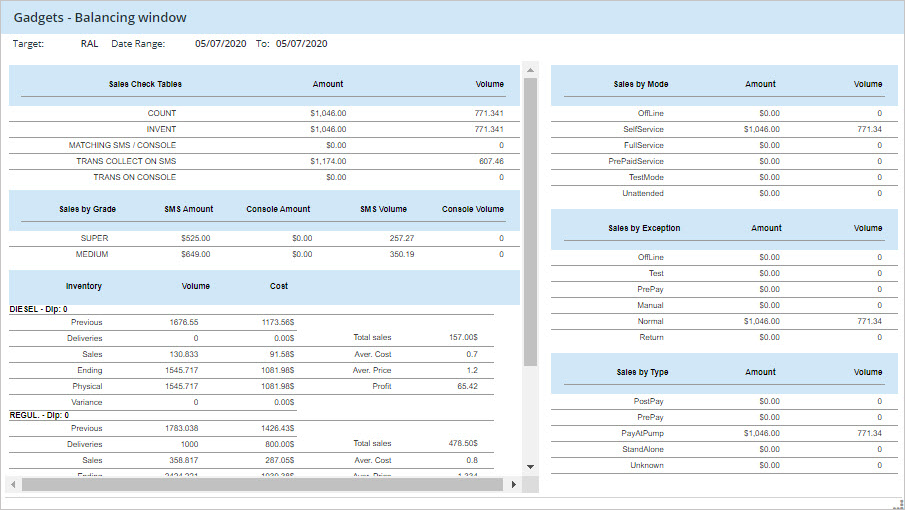 Gadgets - Balancing window
Target: RAL Date Range: 05/07/2020 To: 05/07/2020
Sales Check Tables Amount Volume
COUNT $1,046.00 771.341
INVENT $1,046.00 771.341
MATCHING SMS / CONSOLE $0.00 0
TRANS COLLECT ON SMS $1,174.00 607.46
TRANS ON CONSOLE $0.00 0
Sales by Grade SMS Amount Console Amount SMS Volume Console Volume
SUPER $525.00 $0.00 257.27 0
MEDIUM $649.00 $0.00 350.19 0
Inventory Volume Cost
DIESEL - Dip: 0
Previous 1676.55 1173.56$
Deliveries 0 0.00$ Total sales 157.00$
Sales 130.833 91.58$ Aver. Cost 0.7
Ending 1545.717 1081.98$ Aver. Price 1.2
Physical 1545.717 1081.98$ Profit 65.42
Variance 0 0.00$
REGUL. - Dip: 0
Previous 1783.038 1426.43$
Deliveries 1000 800.00$ Total sales 478.50$
Sales 358.817 287.05$ Aver. Cost 0.8
Ending Aver. Price
Sales by Mode Amount Volume
OffLine $0.00 0
SelfService $1,046.00 771.34
FullService $0.00 0
PrePaidService $0.00 0
TestMode $0.00 0
Unattended $0.00 0
Sales by Exception Amount Volume
OffLine $0.00 0
Test $0.00 0
PrePay $0.00 0
Manual $0.00 0
Normal $1,046.00 771.34
Return $0.00 0
Sales by Type Amount Volume
PostPay $0.00 0
PrePay $0.00 0
PayAtPump $1,046.00 771.34
StandAlone $0.00 0
Unknown $0.00 0